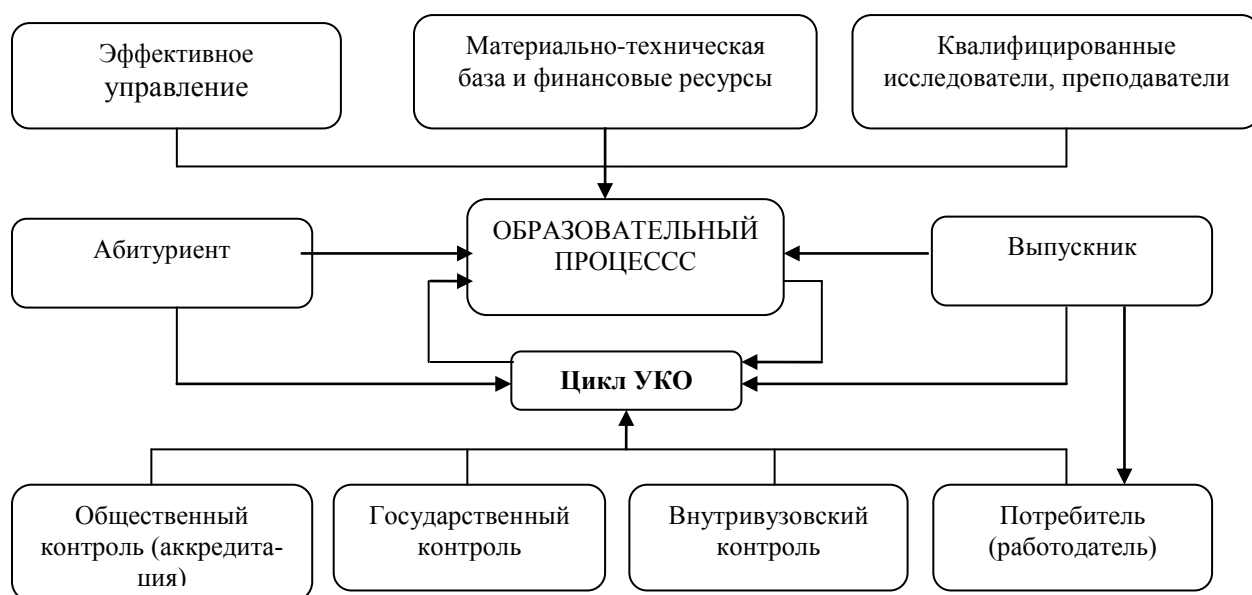 Эффективное
управление
Материально-техническая
база и финансовые ресурсы
Квалифицированные
исследователи, преподаватели
Абитуриент
ОБРАЗОВАТЕЛЬНЫЙ
ПРОЦЕССС
Выпускник
Цикл УКО
Общественный
контроль (аккредита-
ция)
Государственный
контроль
Внутривузовский
контроль
Потребитель
(работодатель)